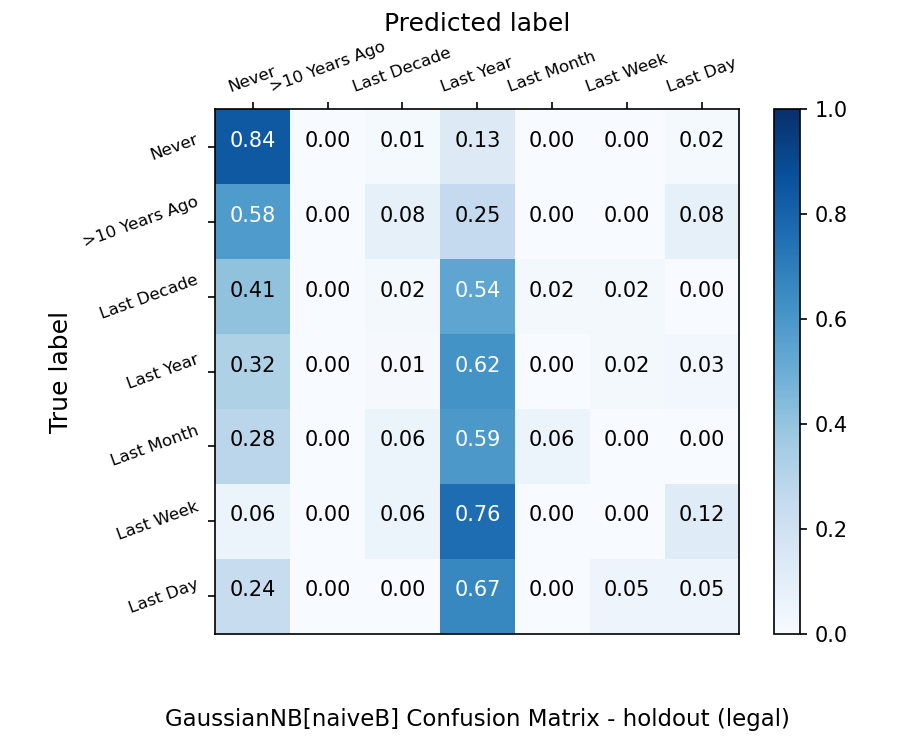 Predicted label
Never >10 Years Ago Last Decade Last Year Last Month Last Week Last Day
1.0
Never 0.84 0.00 0.01 0.13 0.00 0.00 0.02
0.8
>10 Years Ago 0.58 0.00 0.08 0.25 0.00 0.00 0.08
Last Decade 0.41 0.00 0.02 0.54 0.02 0.02 0.00
0.6
True label
Last Year 0.32 0.00 0.01 0.62 0.00 0.02 0.03
0.4
Last Month 0.28 0.00 0.06 0.59 0.06 0.00 0.00
Last Week 0.06 0.00 0.06 0.76 0.00 0.00 0.12
0.2
Last Day 0.24 0.00 0.00 0.67 0.00 0.05 0.05
0.0
GaussianNB[naiveB] Confusion Matrix - holdout (legal)